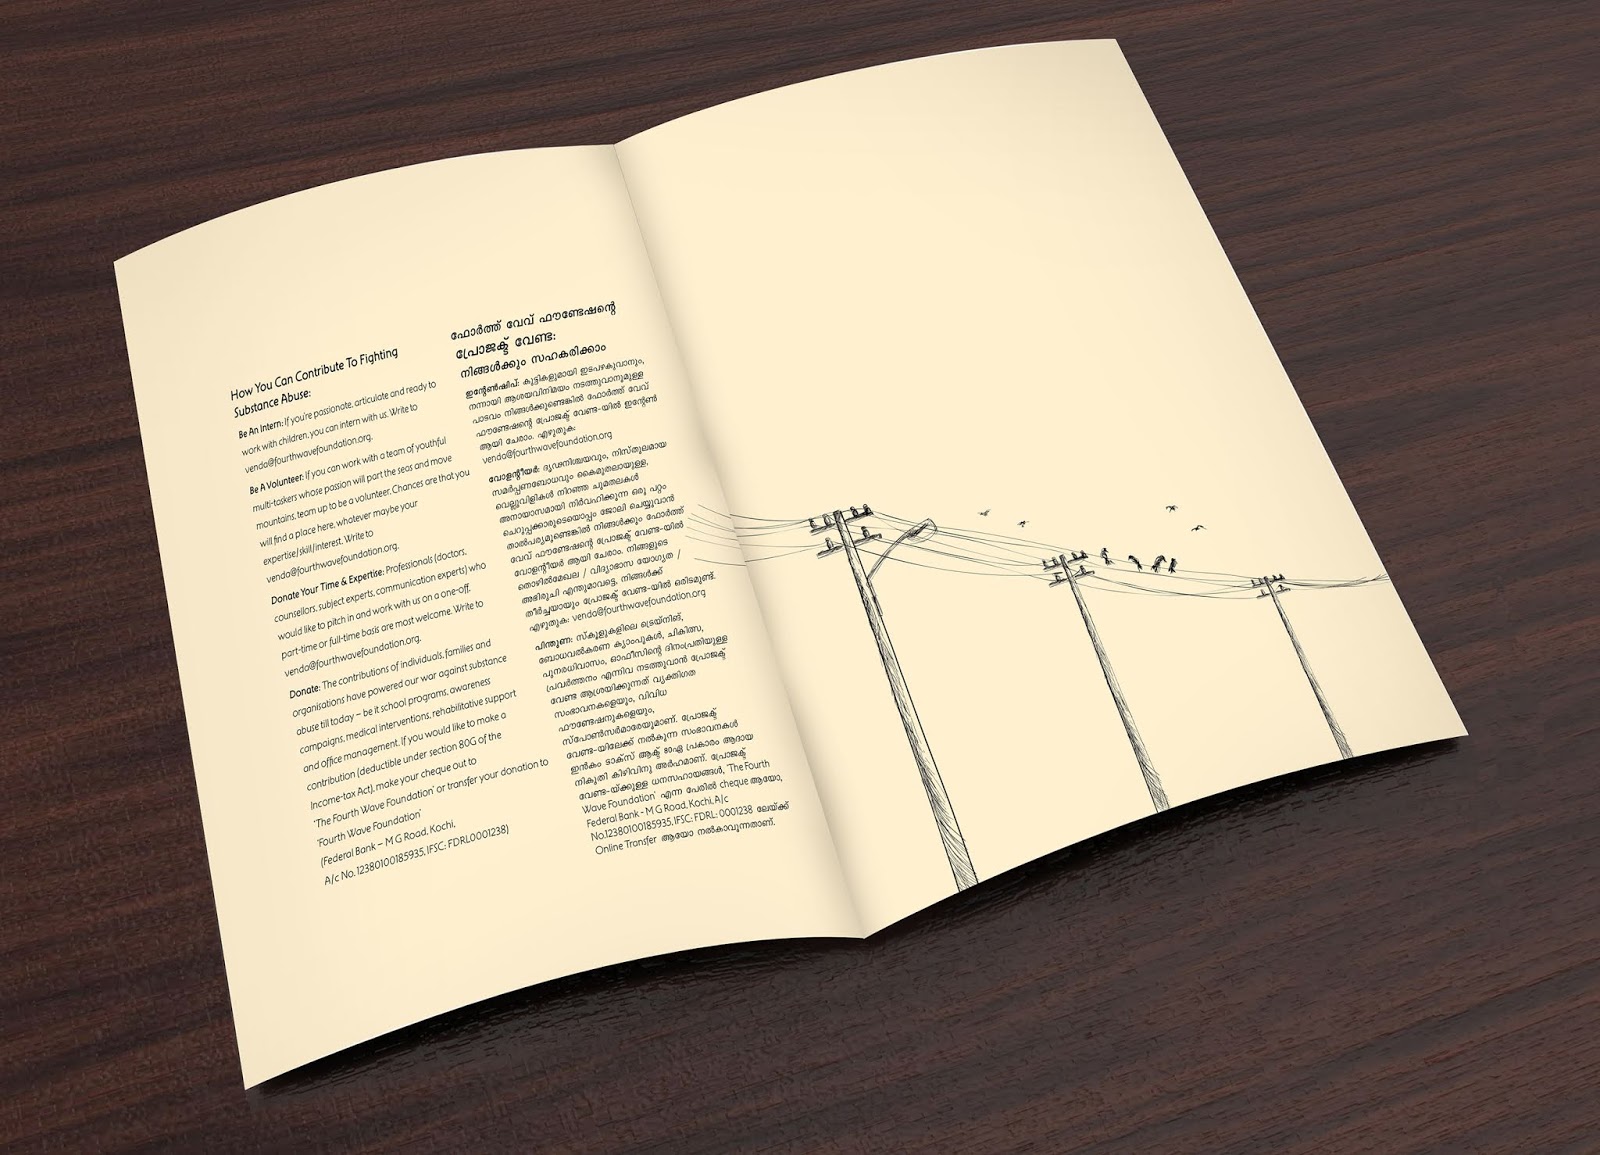 How You Can Contribute To Fighting
Substance Abuse:
Be An Intern: If you're passionate, articulate and ready to
work with children, you can intern with us. Write to
venda@fourthwavefoundation.org.
Be A Volunteer: If you can work with a team of youthful
multi-taskers whose passion will part the seas and move
mountains, team up to be a volunteer. Chances are that you
will find a place here, whatever maybe your
expertise/skill/interest. Write to
venda@fourthwavefoundation.org.
Donate Your Time & Expertise: Professionals (doctors,
counsellors, subject experts, communication experts) who
would like to pitch in and work with us on a one-off,
part-time or full-time basis are most welcome. Write to
venda@fourthwavefoundation.org.
Donate: The contributions of individuals, families and
organisations have powered our war against substance
abuse till today – be it school programs, awareness
campaigns, medical interventions, rehabilitative support
and office management. If you would like to make a
contribution (deductible under section 80G of the
Income-tax Act), make your cheque out to
'The Fourth Wave Foundation' or transfer your donation to
'Fourth Wave Foundation'
(Federal Bank – M G Road, Kochi,
A/c No. 12380100185935, IFSC: FDRL0001238)
ഫോർത്ത് വേവ് ഫൗണ്ടേഷന്റെ
പ്രോജക്ട് വേണ്ട:
നിങ്ങൾക്കും സഹകരിക്കാം
ഇന്റേൺഷിപ്: കുട്ടികളുമായി ഇടപഴകുവാനും,
നന്നായി ആശയവിനിമയം നടത്തുവാനുമുള്ള
പാടവം നിങ്ങൾക്കുണ്ടെങ്കിൽ ഫോർത്ത് വേവ്
ഫൗണ്ടേഷന്റെ പ്രോജക്ട് വേണ്ട-യിൽ ഇന്റേൺ
ആയി ചേരാം. എഴുതുക:
venda@fourthwavefoundation.org
വോളന്റീയർ: ദൃഢനിശ്ചയവും, നിസ്തുലമായ
സമർപ്പണബോധവും കൈമുതലായുള്ള,
വെല്ലുവിളികൾ നിറഞ്ഞ ചുമതലകൾ
അനായാസമായി നിർവഹിക്കുന്ന ഒരു പറ്റം
ചെറുപ്പക്കാരുടെയൊപ്പം ജോലി ചെയ്യുവാൻ
താൽപര്യമുണ്ടെങ്കിൽ നിങ്ങൾക്കും ഫോർത്ത്
വേവ് ഫൗണ്ടേഷന്റെ പ്രോജക്ട് വേണ്ട-യിൽ
വോളന്റീയർ ആയി ചേരാം. നിങ്ങളുടെ
തൊഴിൽമേഖല / വിദ്യാഭാസ യോഗ്യത /
അഭിരുചി എന്തുമാവട്ടെ, നിങ്ങൾക്ക്
തീർച്ചയായും പ്രോജക്ട് വേണ്ട-യിൽ ഒരിടമുണ്ട്.
എഴുതുക: venda@fourthwavefoundation.org
പിന്തുണ: സ്കൂളുകളിലെ ട്രെയ്നിങ്,
ബോധവൽകരണ ക്യാംപുകൾ, ചികിത്സ,
പുനരധിവാസം, ഓഫീസിന്റെ ദിനംപ്രതിയുള്ള
പ്രവർത്തനം എന്നിവ നടത്തുവാൻ പ്രോജക്ട്
വേണ്ട ആശ്രയിക്കുന്നത് വ്യക്തിഗത
സംഭാവനകളെയും, വിവിധ
ഫൗണ്ടേഷനുകളെയും,
സ്പോൺസർമാരേയുമാണ്. പ്രോജക്ട്
വേണ്ട-യിലേക്ക് നൽകുന്ന സംഭാവനകൾ
ഇൻകം ടാക്സ് ആക്ട് 80ഏ പ്രകാരം ആദായ
നികുതി കിഴിവിനു അർഹമാണ്. പ്രോജക്ട്
വേണ്ട-യ്ക്കുള്ള ധനസഹായങ്ങൾ, 'The Fourth
Wave Foundation' എന്ന പേരിൽ cheque ആയോ,
Federal Bank - M G Road, Kochi, A/c
No.12380100185935, IFSC: FDRL: 0001238 ലേയ്ക്ക്
Online Transfer ആയോ നൽകാവുന്നതാണ്.